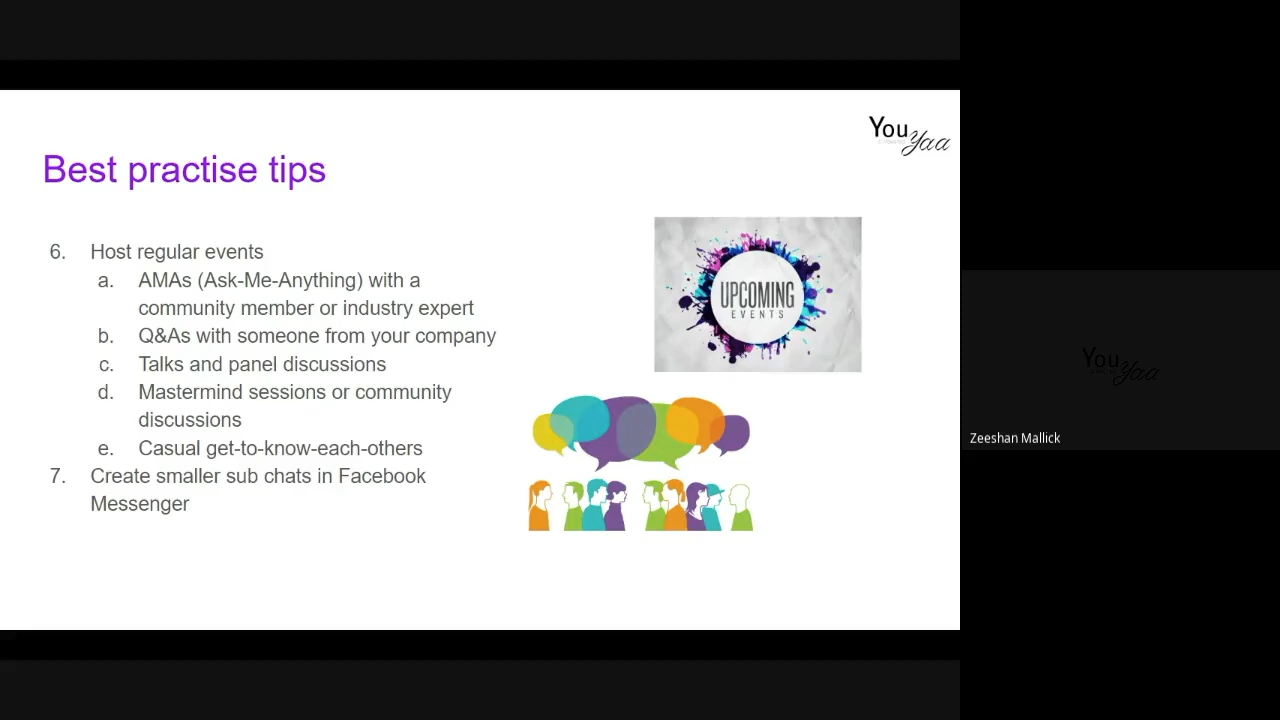 You
yaa
Best practise tips
6. Host regular events
a. AMAs (Ask-Me-Anything) with a
community member or industry expert
b. Q&As with someone from your company
c. Talks and panel discussions
d. Mastermind sessions or community
discussions
e. Casual get-to-know-each-others
7. Create smaller sub chats in Facebook
Messenger
UPCOMING
EVENTS
You
yaa
Zeeshan Mallick